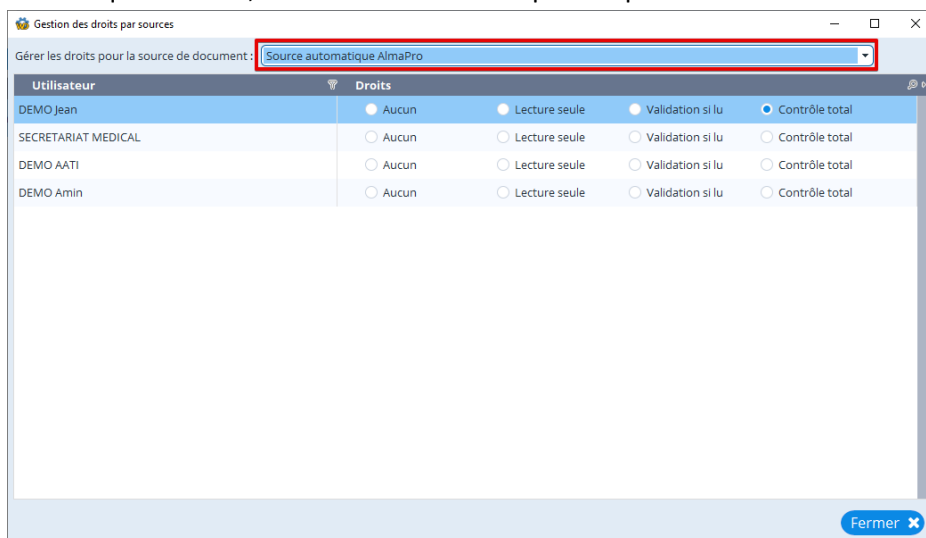 Gestion des droits par sources
Gérer les droits pour la source de document : Source automatique AlmaPro
Utilisateur Droits
DEMO Jean Aucun Lecture seule Validation si lu Contrôle total
SECRETARIAT MEDICAL Aucun Lecture seule Validation si lu Contrôle total
DEMO AATI Aucun Lecture seule Validation si lu Contrôle total
DEMO Amin Aucun Lecture seule Validation si lu Contrôle total
Fermer